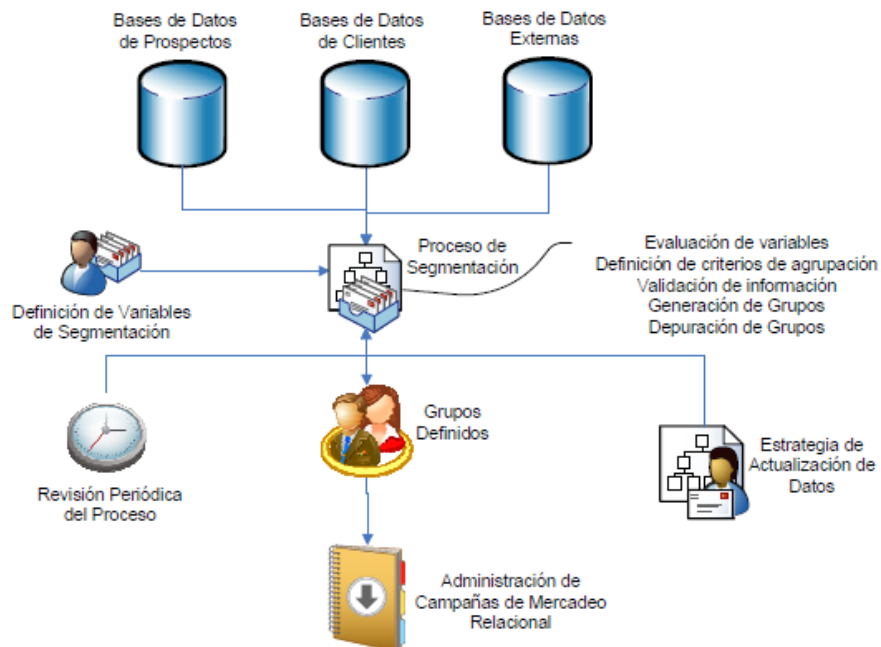 Bases de Datos
de Prospectos
Bases de Datos
de Clientes
Bases de Datos
Externas
Proceso de
Segmentación
Evaluación de variables
Definición de criterios de agrupación
Validación de información
Generación de Grupos
Depuración de Grupos
Definición de Variables
de Segmentación
Grupos
Definidos
Revisión Periódica
del Proceso
Estrategia de
Actualización de
Datos
Administración de
Campañas de Mercadeo
Relacional